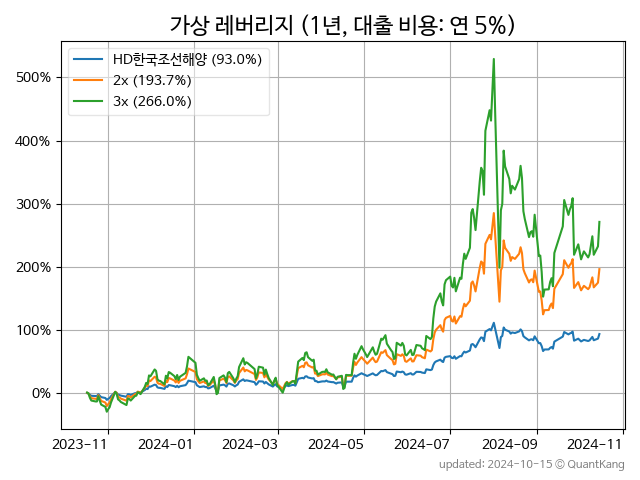 가상 레버리지 (1년, 대출 비용: 연 5%)
HD한국조선해양 (93.0%)
2x (193.7%)
3x (266.0%)
500%
400%
300%
200%
100%
0%
2023-11 2024-01 2024-03 2024-05 2024-07 2024-09 2024-11
updated: 2024-10-15 © QuantKang